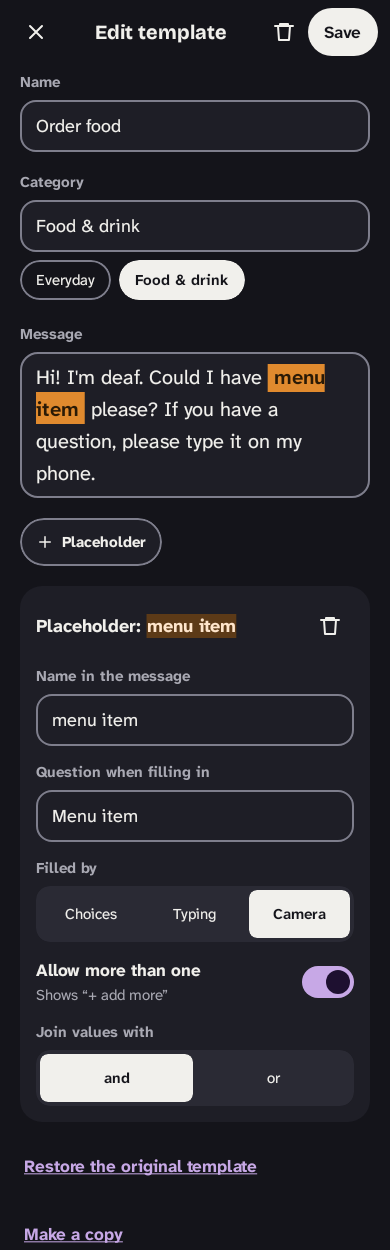 Edit template
Save
Name
Order food
Category
Food & drink
Everyday
Food & drink
Message
Hi! I'm deaf. Could I have menu
item please? If you have a
question, please type it on my
phone.
+ Placeholder
Placeholder: menu item
Name in the message
menu item
Question when filling in
Menu item
Filled by
Choices
Typing
Camera
Allow more than one
Shows “+ add more”
Join values with
and
or
Restore the original template
Make a copy